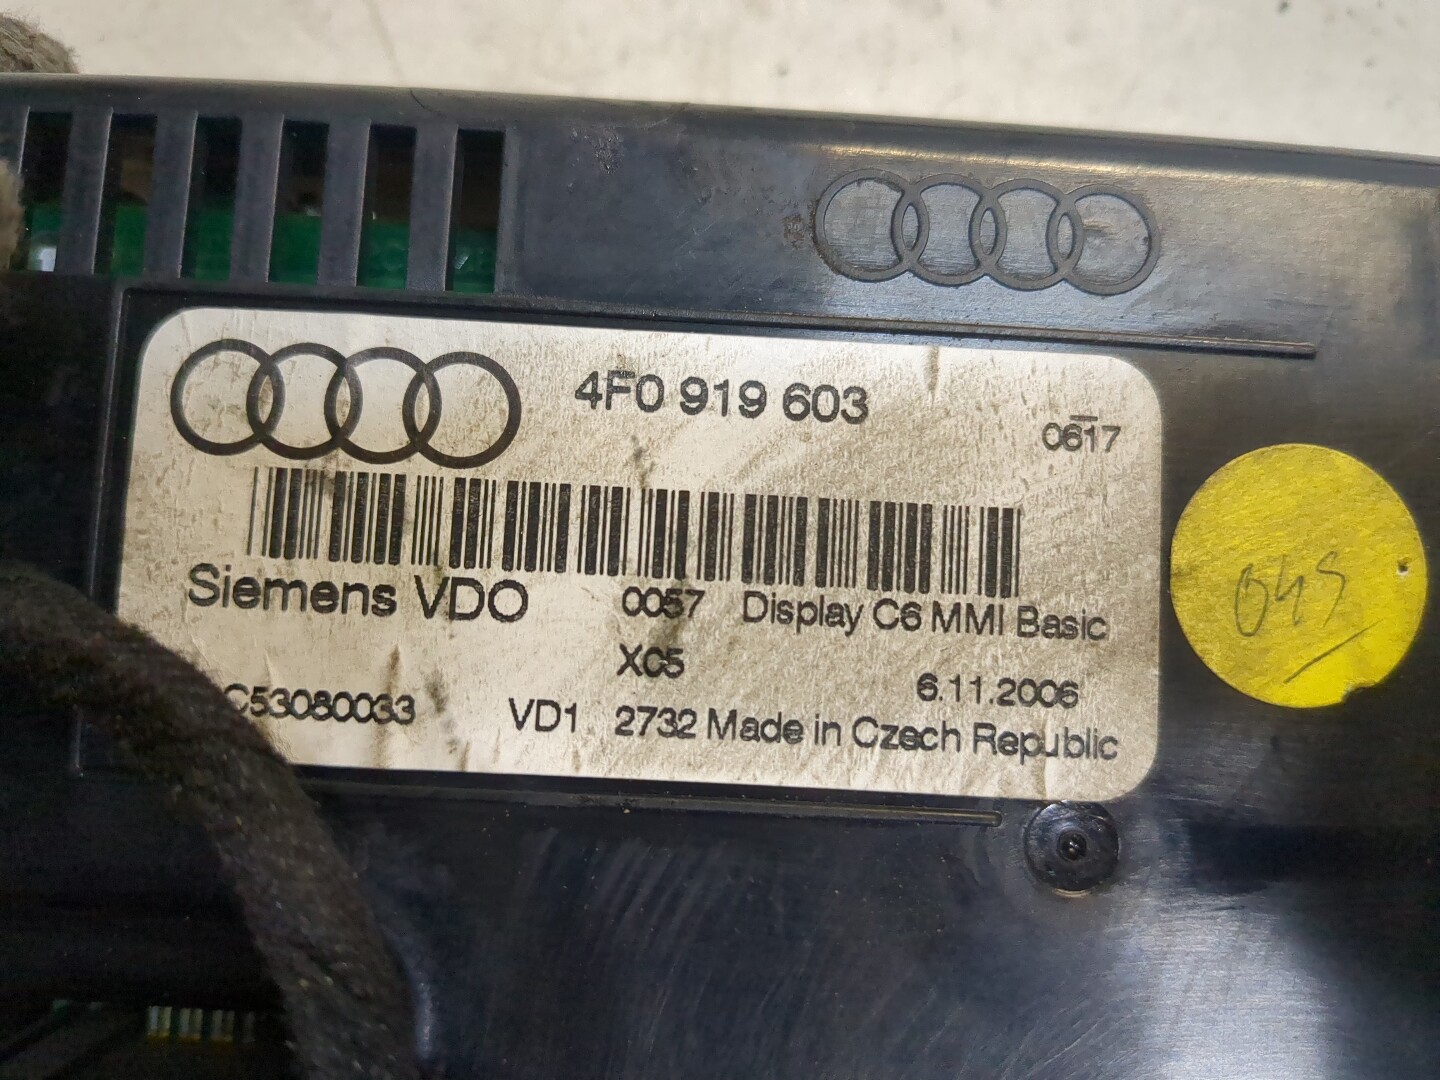 4F0 919 603
0617
Siemens VDO 0057 Display C6 MMI Basic
XC5
C53080033 VD1 2732 Made in Czech Republic
6.11.2006